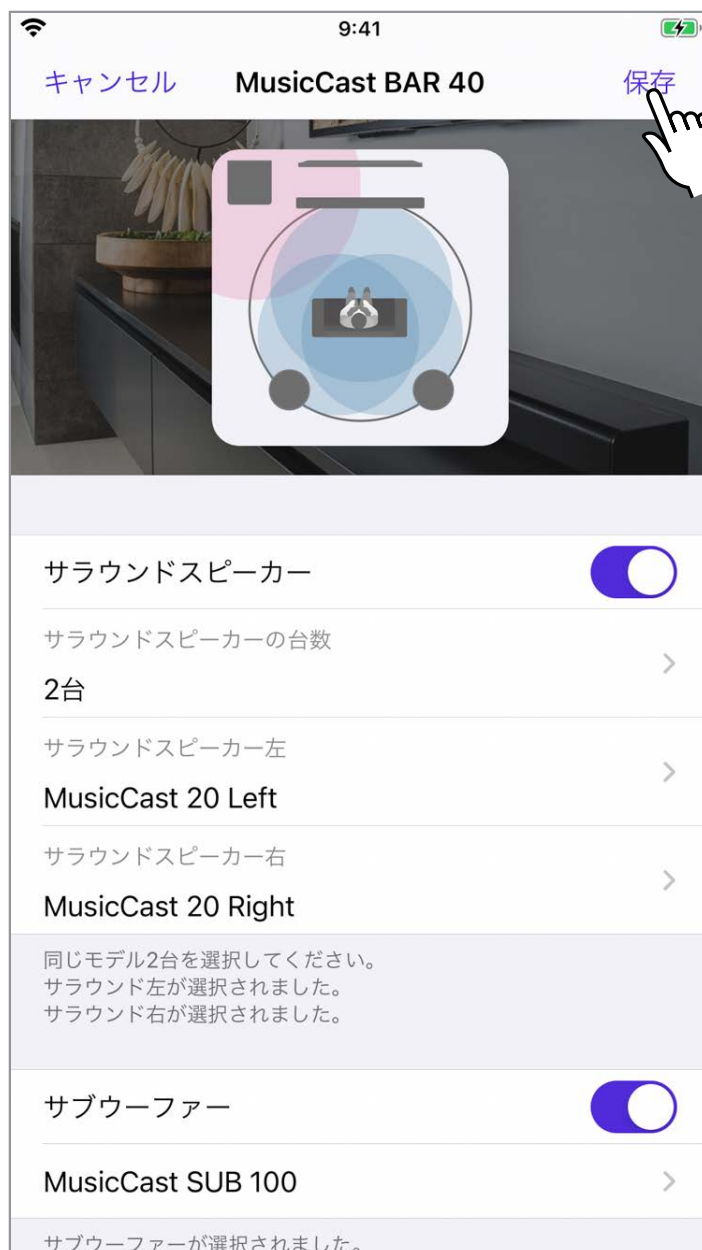 9:41
キャンセル MusicCast BAR 40 保存
サラウンドスピーカー
サラウンドスピーカーの台数
2台
サラウンドスピーカー左
MusicCast 20 Left
サラウンドスピーカー右
MusicCast 20 Right
同じモデル2台を選択してください。
サラウンド左が選択されました。
サラウンド右が選択されました。
サブウーファー
MusicCast SUB 100
サブウーファーが選択されました。